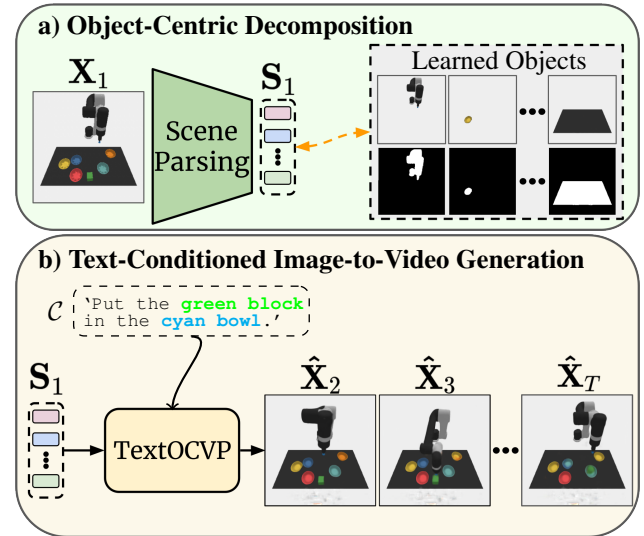 a) Object-Centric Decomposition
X₁
S₁
Learned Objects
Scene
Parsing
b) Text-Conditioned Image-to-Video Generation
C
‘Put the green block
in the cyan bowl.’
S₁
X̂₂
X̂₃
X̂_T
TextOCVP